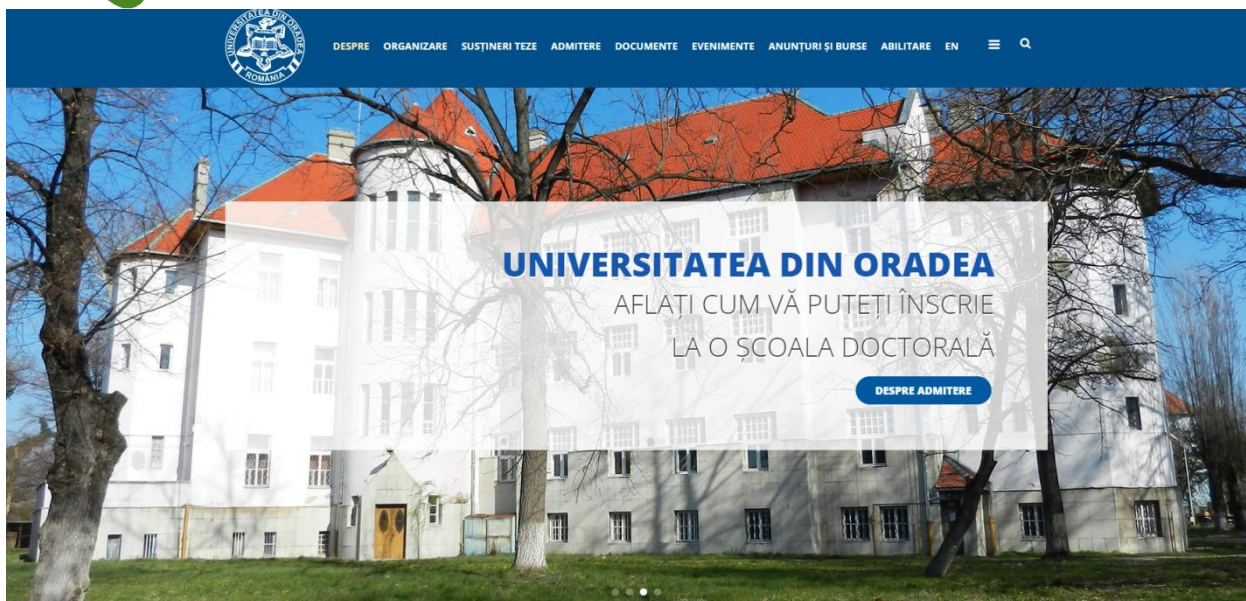 UNIVERSITATEA DIN ORADEA
ROMÂNIA
DESPRE ORGANIZARE SUSȚINERI TEZE ADMITERE DOCUMENTE EVENIMENTE ANUNȚURI ȘI BURSE ABILITARE EN
UNIVERSITATEA DIN ORADEA
AFLAȚI CUM VĂ PUTEȚI ÎNSCRIE
LA O ȘCOALA DOCTORALĂ
DESPRE ADMITERE